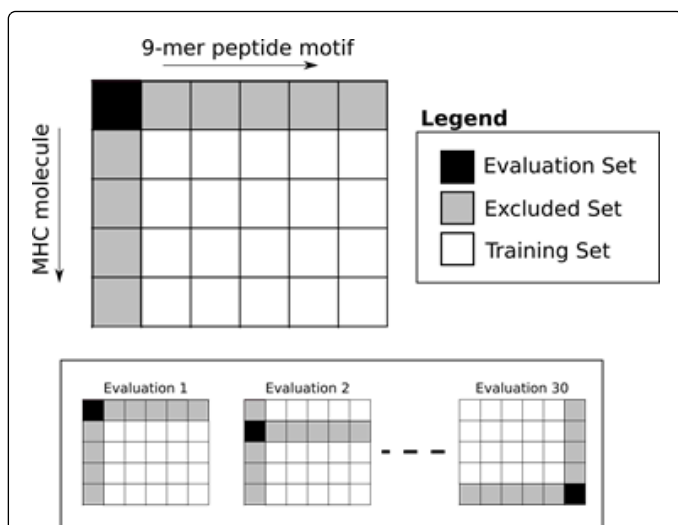 9-mer peptide motif
MHC molecule
Legend
Evaluation Set
Excluded Set
Training Set
Evaluation 1
Evaluation 2
Evaluation 30